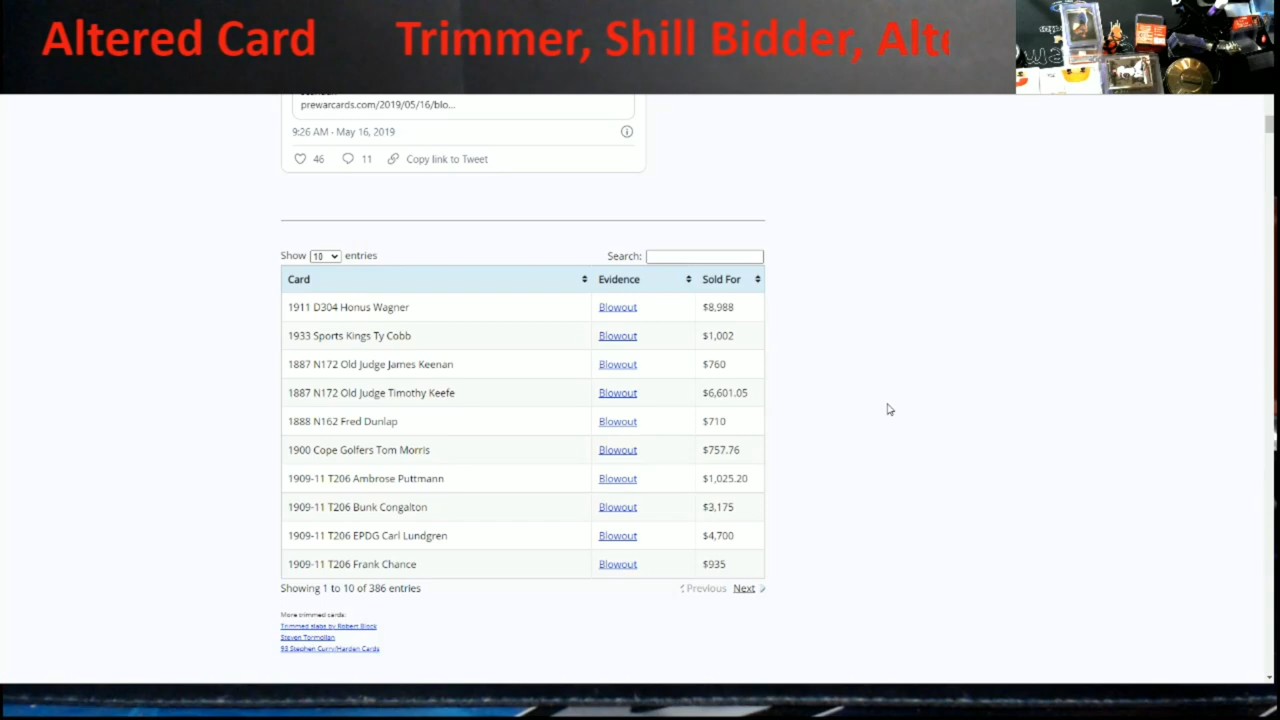 Altered Card Trimmer, Shill Bidder, Alt
prewarcards.com/2019/05/16/blo...
9:26 AM - May 16, 2019
46 11 Copy link to Tweet
Show 10 entries Search:
Card Evidence Sold For
1911 D304 Honus Wagner Blowout $8,988
1933 Sports Kings Ty Cobb Blowout $1,002
1887 N172 Old Judge James Keenan Blowout $760
1887 N172 Old Judge Timothy Keefe Blowout $6,601.05
1888 N162 Fred Dunlap Blowout $710
1900 Cope Golfers Tom Morris Blowout $757.76
1909-11 T206 Ambrose Puttmann Blowout $1,025.20
1909-11 T206 Bunk Congalton Blowout $3,175
1909-11 T206 EPDG Carl Lundgren Blowout $4,700
1909-11 T206 Frank Chance Blowout $935
Showing 1 to 10 of 386 entries Previous Next
More trimmed cards:
Trimmed slabs by Robert Block
Steven Tormollan
93 Stephen Curry/Harden Cards